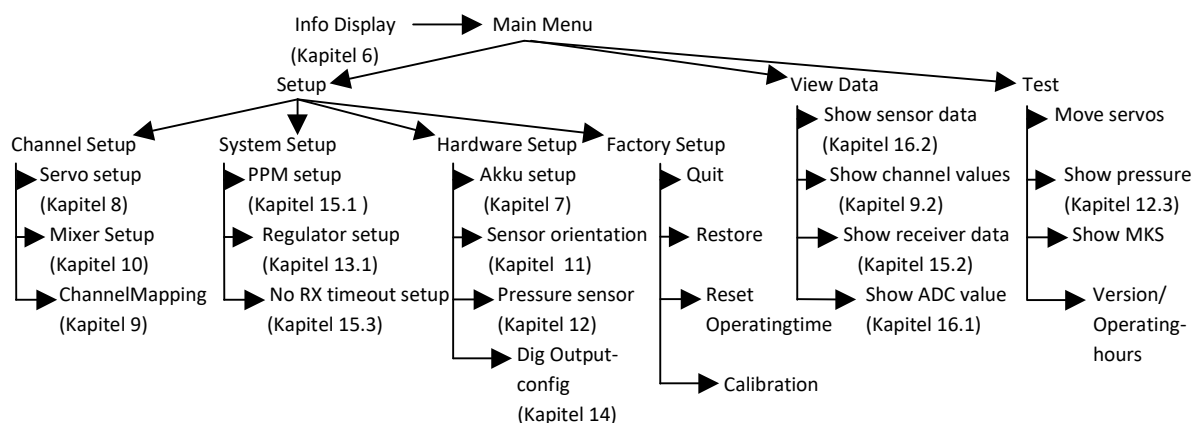 Info Display
Main Menu
(Kapitel 6)
Setup
View Data
Test
Channel Setup
Servo setup
(Kapitel 8)
Mixer Setup
(Kapitel 10)
ChannelMapping
(Kapitel 9)
System Setup
PPM setup
(Kapitel 15.1 )
Regulator setup
(Kapitel 13.1)
No RX timeout setup
(Kapitel 15.3)
Hardware Setup
Akku setup
(Kapitel 7)
Sensor orientation
(Kapitel  11)
Pressure sensor
(Kapitel 12)
Dig Output-
config
(Kapitel 14)
Factory Setup
Quit
Restore
Reset
Operatingtime
Calibration
Show sensor data
(Kapitel 16.2)
Show channel values
(Kapitel 9.2)
Show receiver data
(Kapitel 15.2)
Show ADC value
(Kapitel 16.1)
Move servos
Show pressure
(Kapitel 12.3)
Show MKS
Version/
Operating-
hours